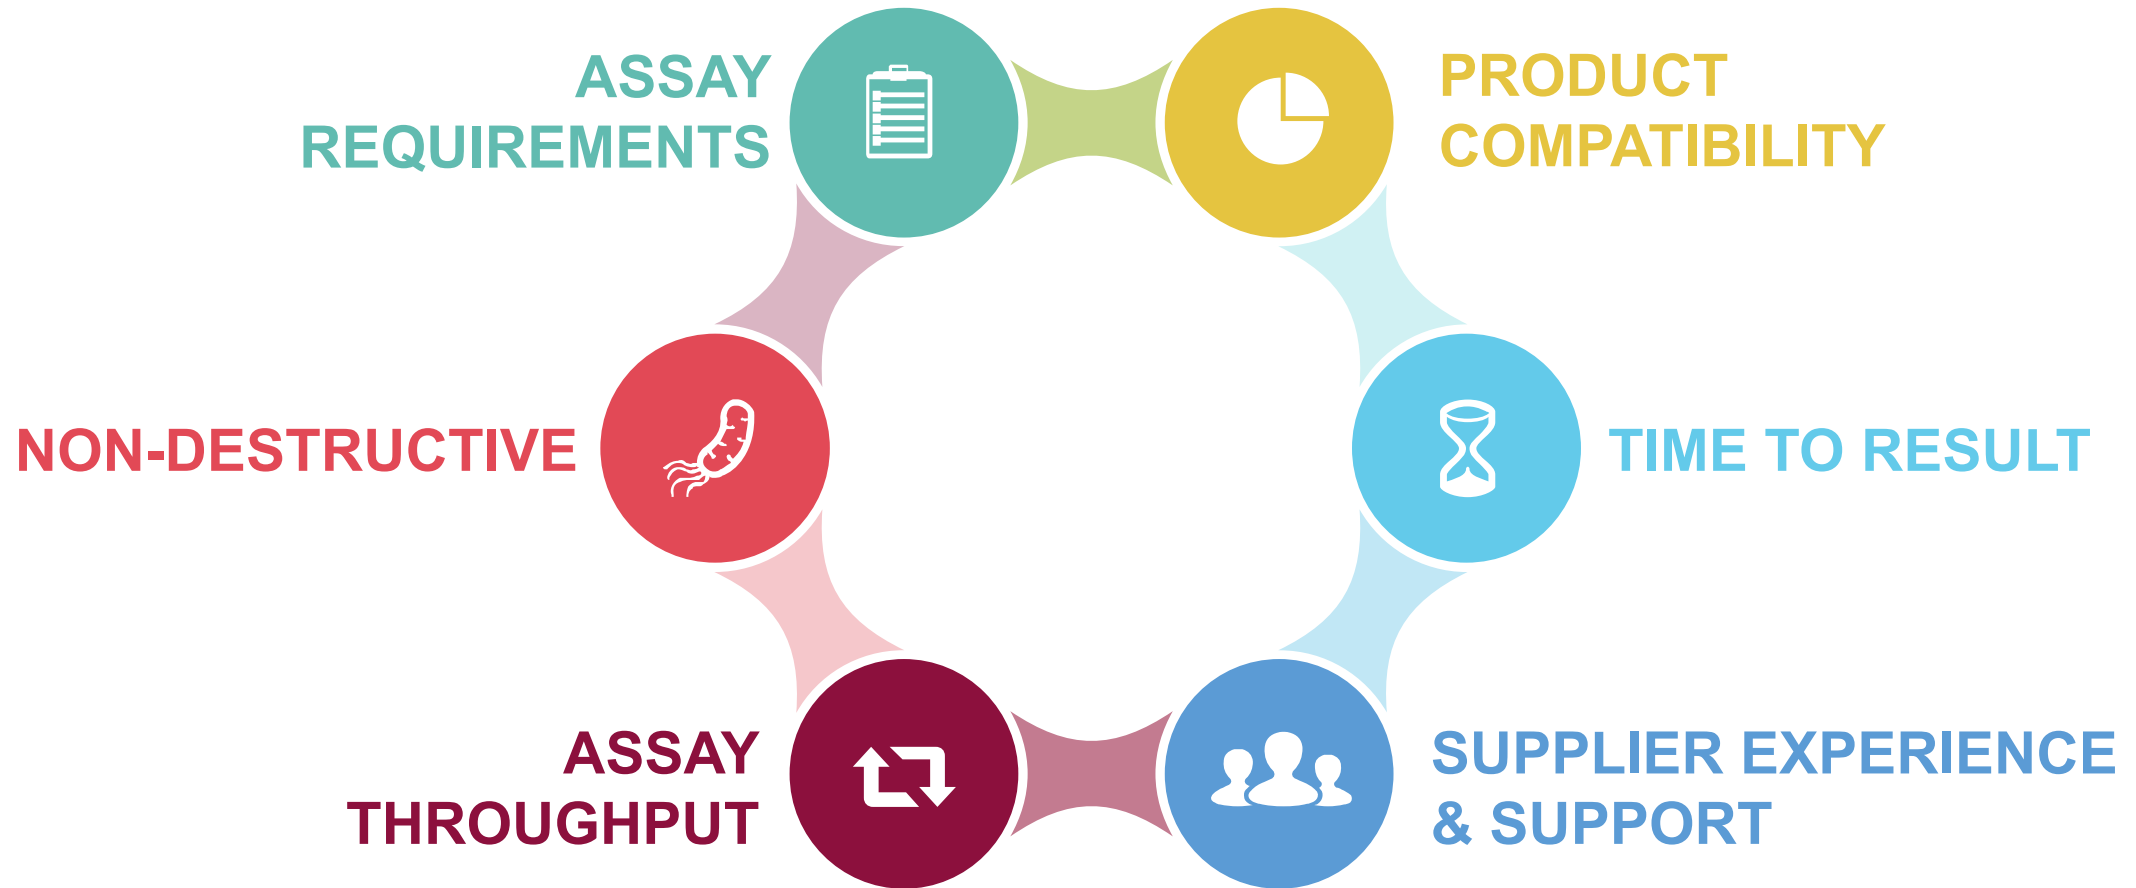 ASSAY
REQUIREMENTS
PRODUCT
COMPATIBILITY
NON-DESTRUCTIVE
TIME TO RESULT
ASSAY
THROUGHPUT
SUPPLIER EXPERIENCE
& SUPPORT